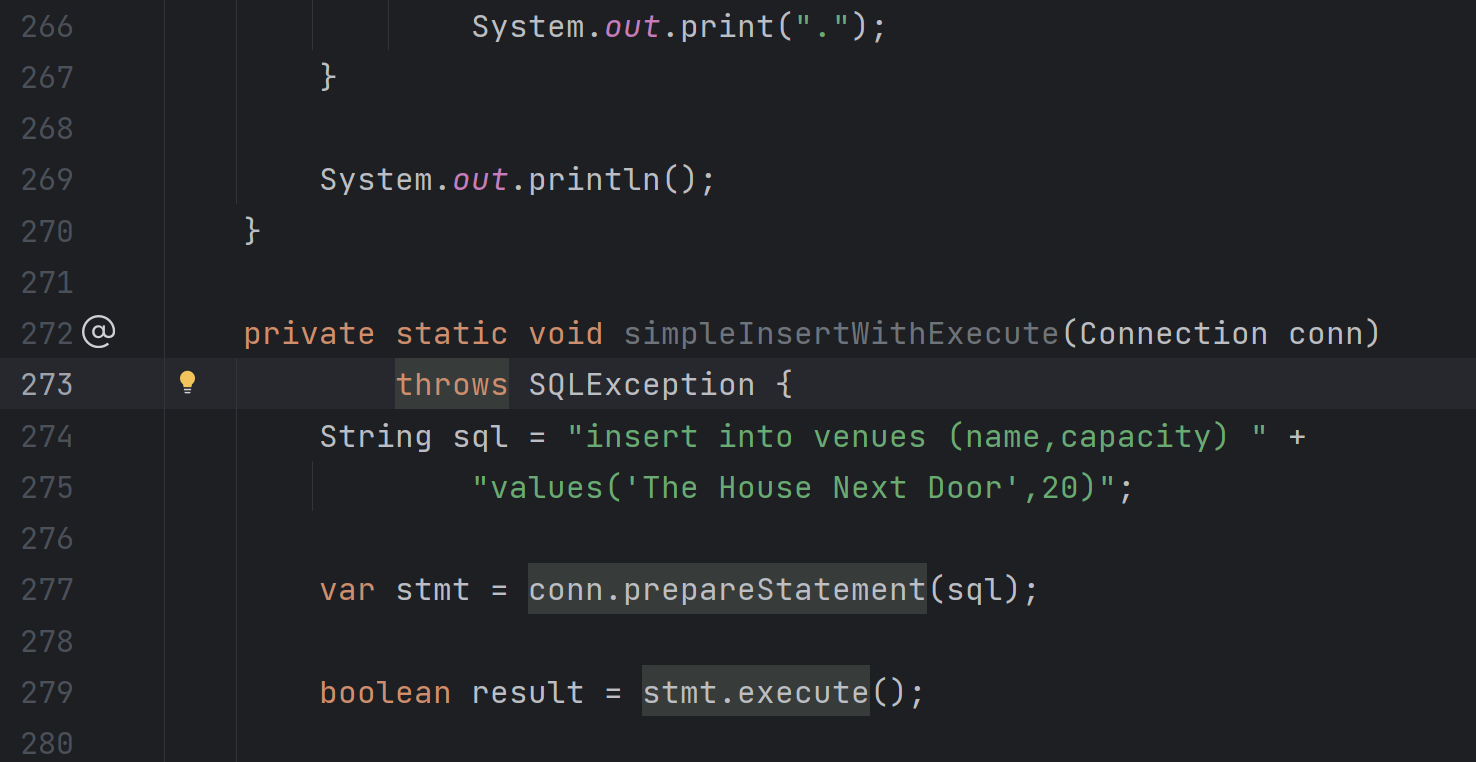 266 System.out.print(".");
267 }
268
269 System.out.println();
270 }
271
272 @ private static void simpleInsertWithExecute(Connection conn)
273 throws SQLException {
274 String sql = "insert into venues (name,capacity) " +
275 "values('The House Next Door',20)";
276
277 var stmt = conn.prepareStatement(sql);
278
279 boolean result = stmt.execute();
280